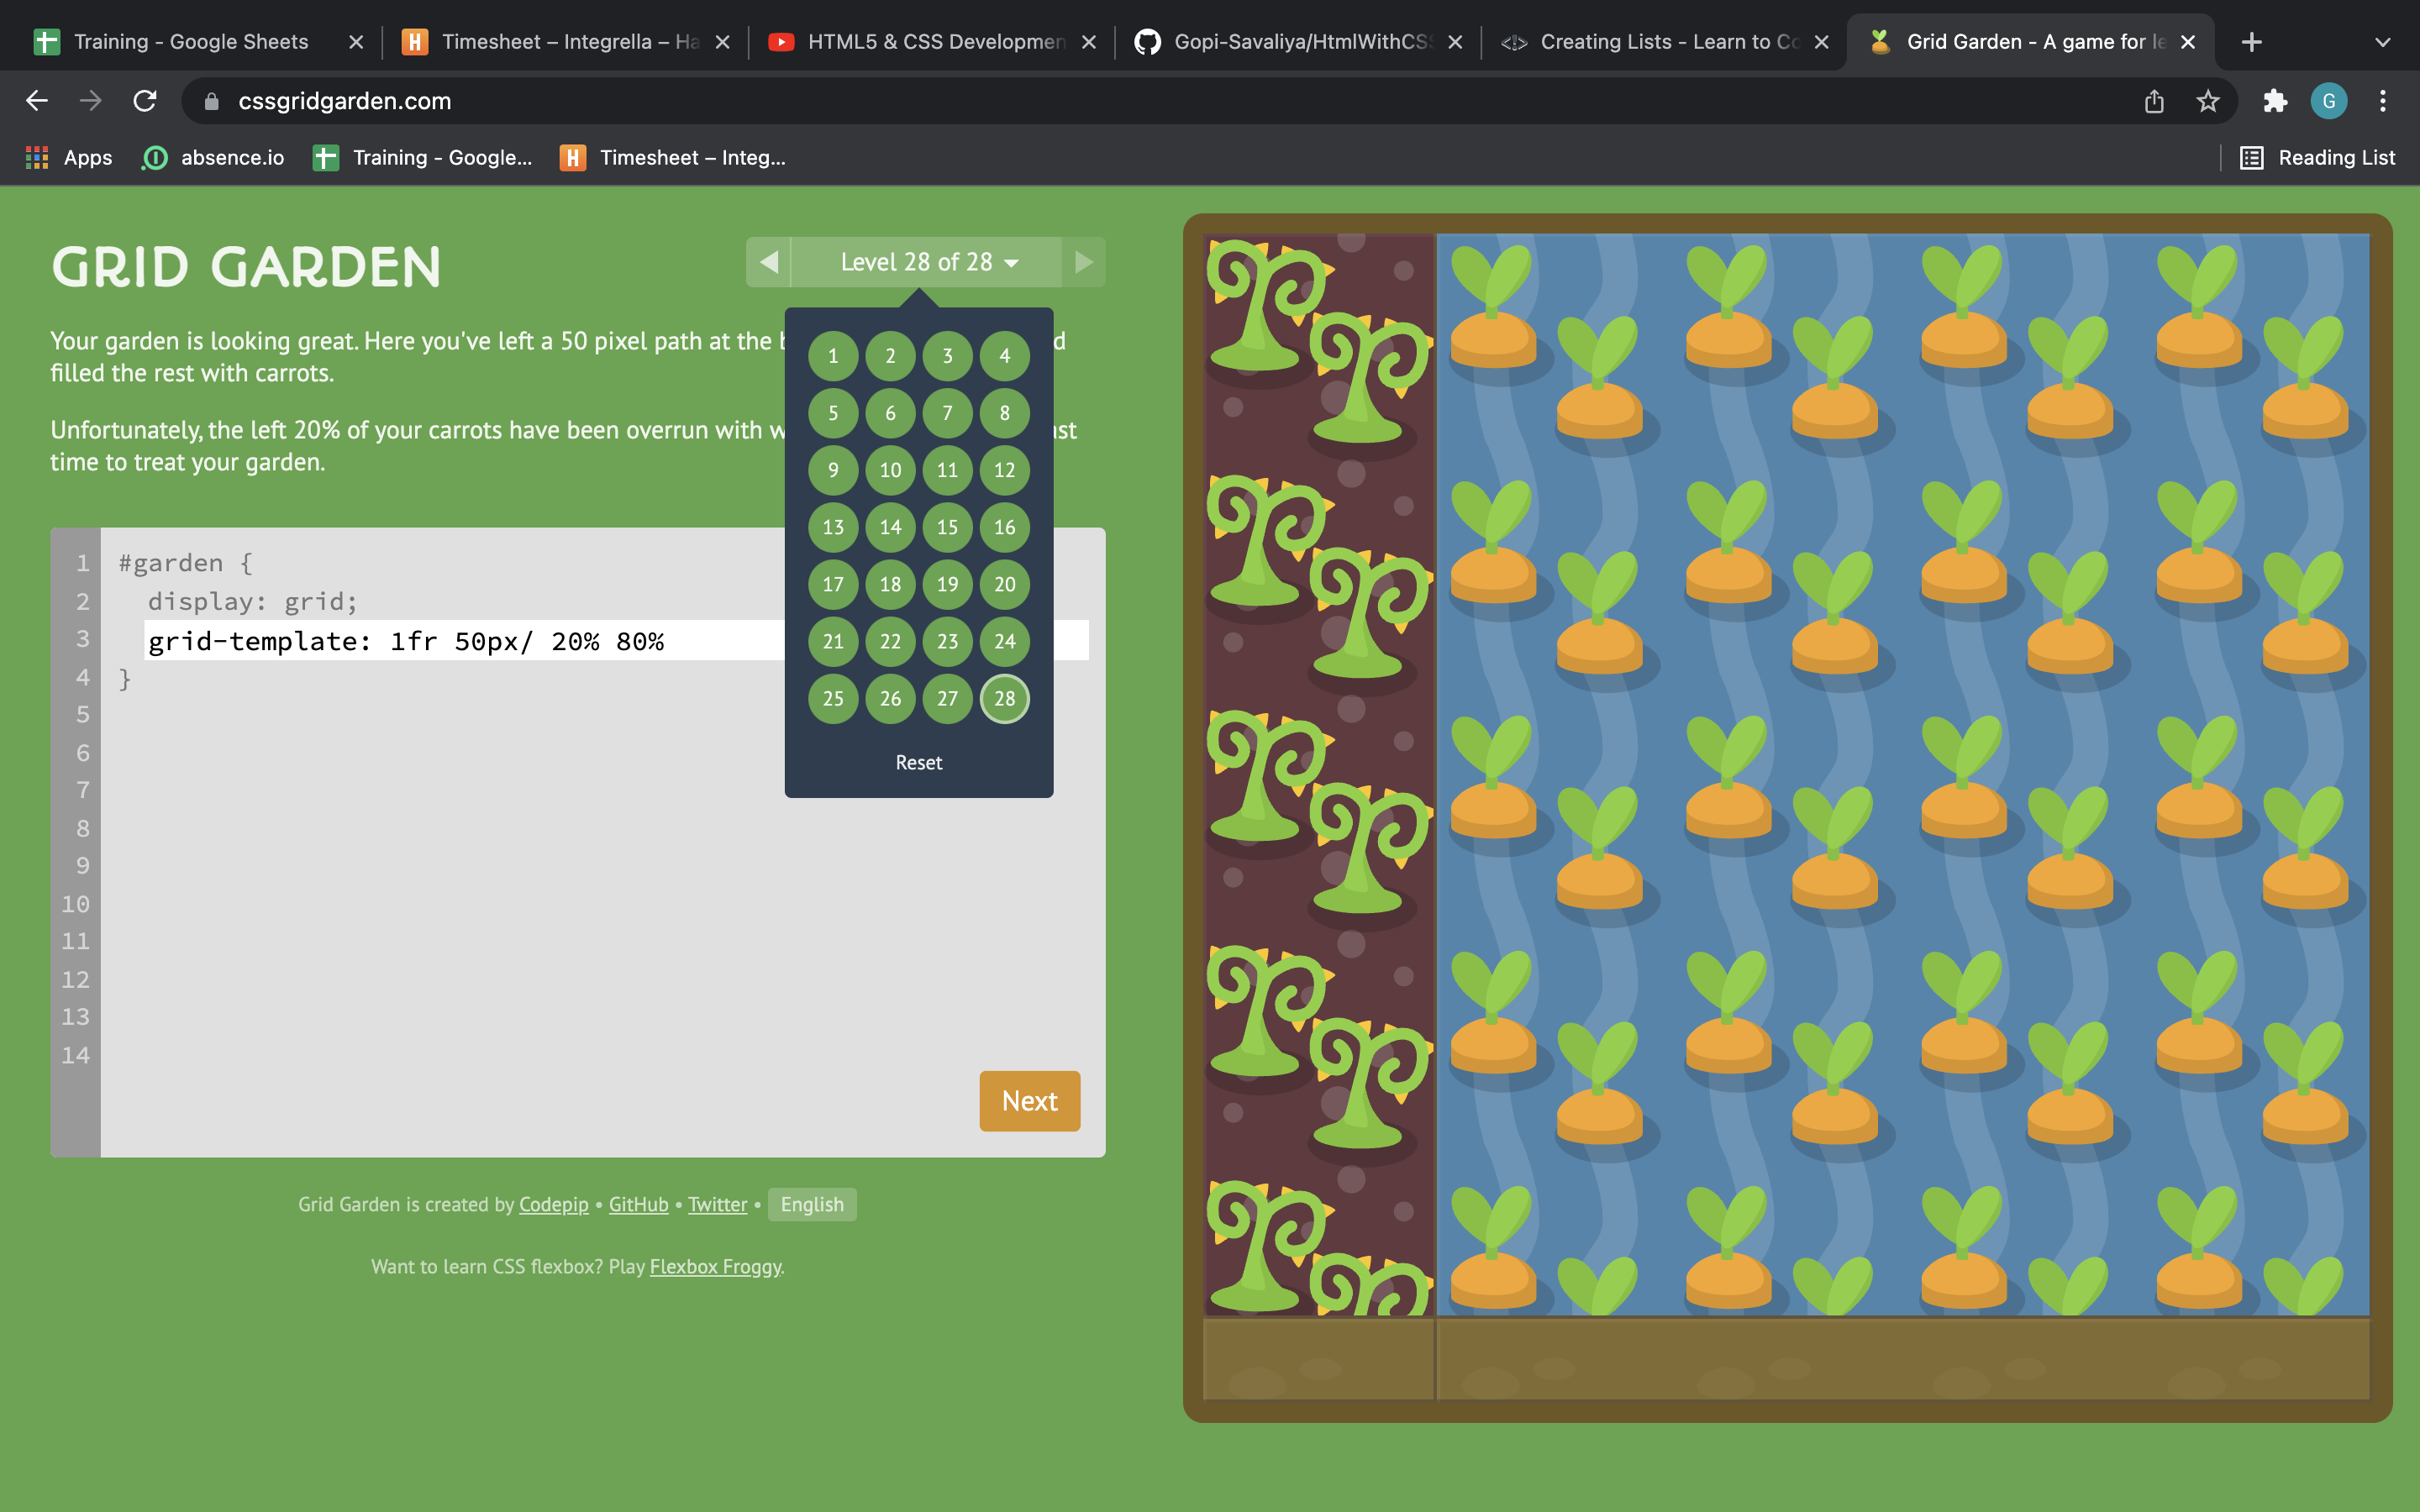 Training - Google Sheets
Timesheet – Integrella – Ha
HTML5 & CSS Developmen
Gopi-Savaliya/HtmlWithCSS
Creating Lists - Learn to Co
Grid Garden - A game for le
cssgridgarden.com
G
Apps
absence.io
Training - Google...
Timesheet – Integ...
Reading List
GRID GARDEN
Level 28 of 28
Your garden is looking great. Here you've left a 50 pixel path at the b d
filled the rest with carrots.
Unfortunately, the left 20% of your carrots have been overrun with w ast
time to treat your garden.
1 2 3 4
5 6 7 8
9 10 11 12
13 14 15 16
17 18 19 20
21 22 23 24
25 26 27 28
Reset
1 #garden {
2 display: grid;
3 grid-template: 1fr 50px/ 20% 80%
4 }
5
6
7
8
9
10
11
12
13
14
Next
Grid Garden is created by Codepip • GitHub • Twitter • English
Want to learn CSS flexbox? Play Flexbox Froggy.